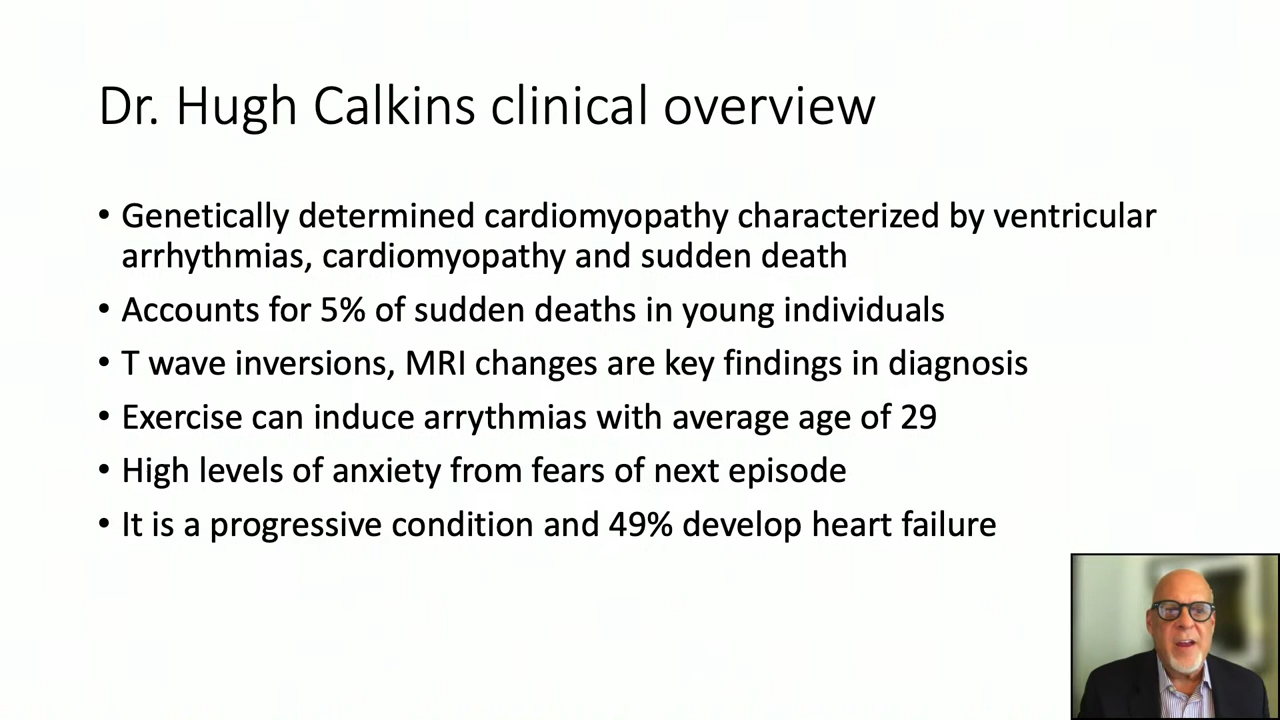 Dr. Hugh Calkins clinical overview
• Genetically determined cardiomyopathy characterized by ventricular
arrhythmias, cardiomyopathy and sudden death
• Accounts for 5% of sudden deaths in young individuals
• T wave inversions, MRI changes are key findings in diagnosis
• Exercise can induce arrythmias with average age of 29
• High levels of anxiety from fears of next episode
• It is a progressive condition and 49% develop heart failure